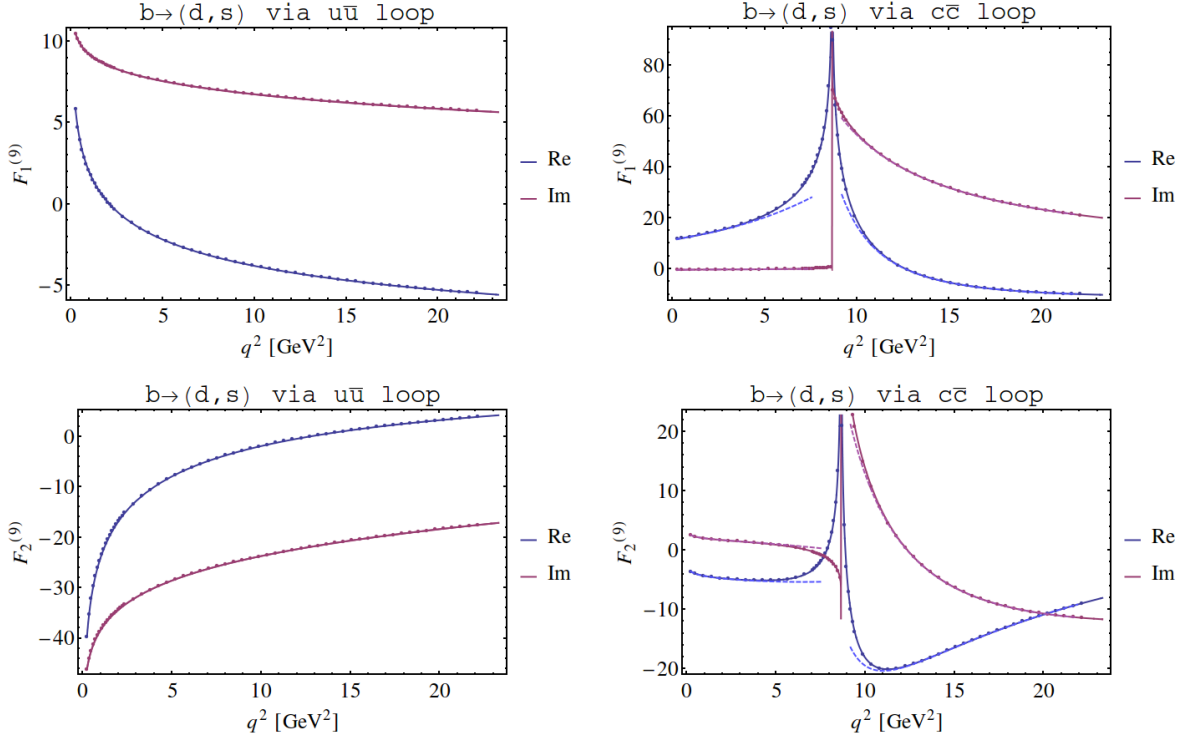 b→(d,s) via uū loop
F₁⁽⁹⁾
10
5
0
−5
0 5 10 15 20
q² [GeV²]
Re
Im
b→(d,s) via cc̄ loop
F₁⁽⁹⁾
80
60
40
20
0
0 5 10 15 20
q² [GeV²]
Re
Im
b→(d,s) via uū loop
F₂⁽⁹⁾
0
−10
−20
−30
−40
0 5 10 15 20
q² [GeV²]
Re
Im
b→(d,s) via cc̄ loop
F₂⁽⁹⁾
20
10
0
−10
−20
0 5 10 15 20
q² [GeV²]
Re
Im